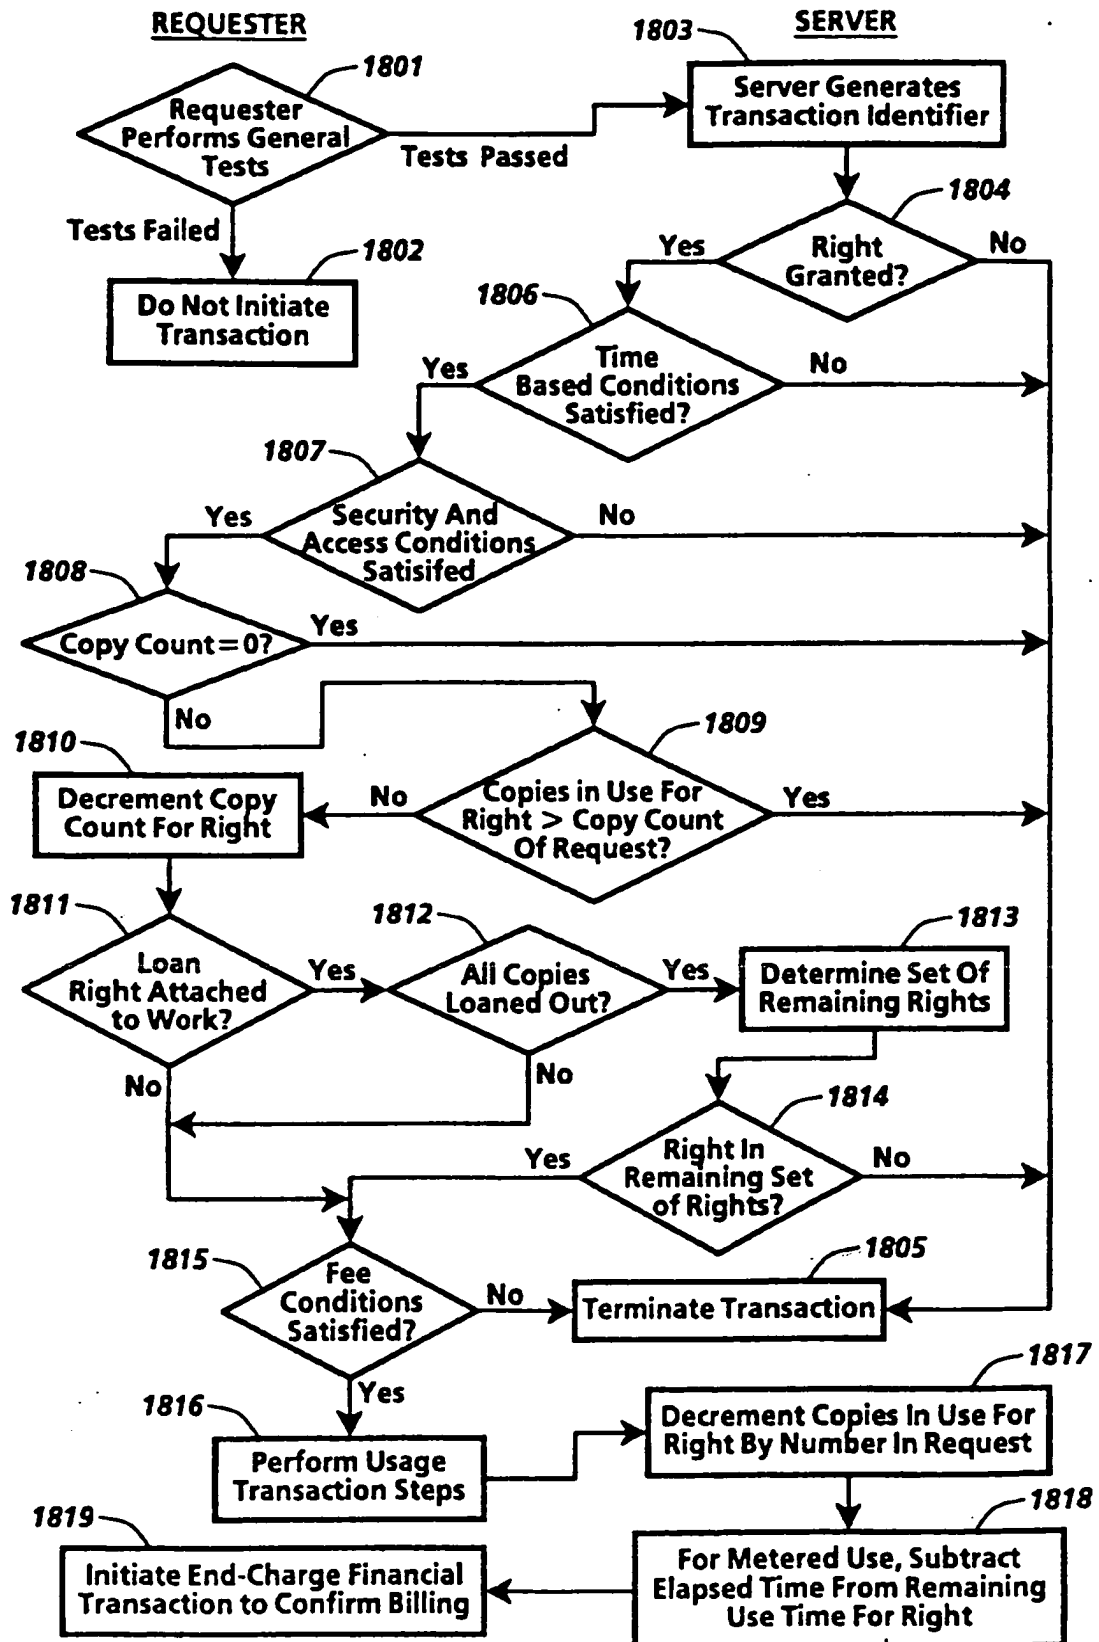 REQUESTER
SERVER
1801
1803
Requester
Performs General
Tests
Server Generates
Transaction Identifier
Tests Passed
Tests Failed
1802
1804
Do Not Initiate
Transaction
Yes
Right
Granted?
No
1806
Time
Based Conditions
Satisfied?
Yes
No
1807
Security And
Access Conditions
Satisifed
Yes
No
1808
Copy Count = 0?
Yes
No
1809
1810
Decrement Copy
Count For Right
No
Copies in Use For
Right > Copy Count
Of Request?
Yes
1811
1812
1813
Loan
Right Attached
to Work?
Yes
All Copies
Loaned Out?
Yes
Determine Set Of
Remaining Rights
No
No
1814
Yes
Right In
Remaining Set
of Rights?
No
1815
1805
Fee
Conditions
Satisfied?
No
Terminate Transaction
Yes
1817
1816
Decrement Copies In Use For
Right By Number In Request
Perform Usage
Transaction Steps
1818
1819
For Metered Use, Subtract
Elapsed Time From Remaining
Use Time For Right
Initiate End-Charge Financial
Transaction to Confirm Billing